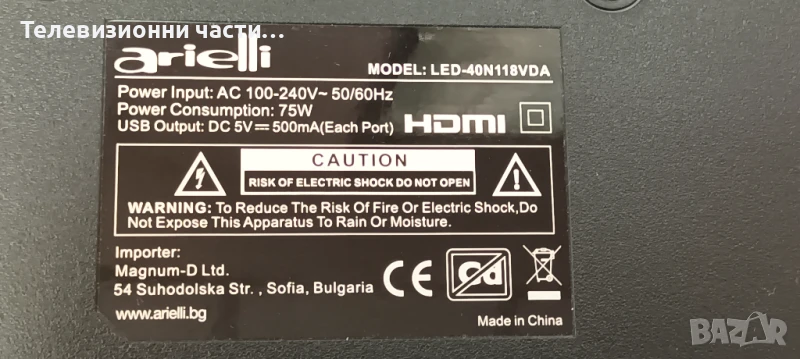 Телевизионни части...
arielli
MODEL: LED-40N118VDA
Power Input: AC 100-240V~ 50/60Hz
Power Consumption: 75W
USB Output: DC 5V⎓500mA(Each Port)
HDMI
CAUTION
RISK OF ELECTRIC SHOCK DO NOT OPEN
WARNING: To Reduce The Risk Of Fire Or Electric Shock,Do
Not Expose This Apparatus To Rain Or Moisture.
Importer:
Magnum-D Ltd.
54 Suhodolska Str. , Sofia, Bulgaria
www.arielli.bg
CE
Cd
Made in China
BAZAR